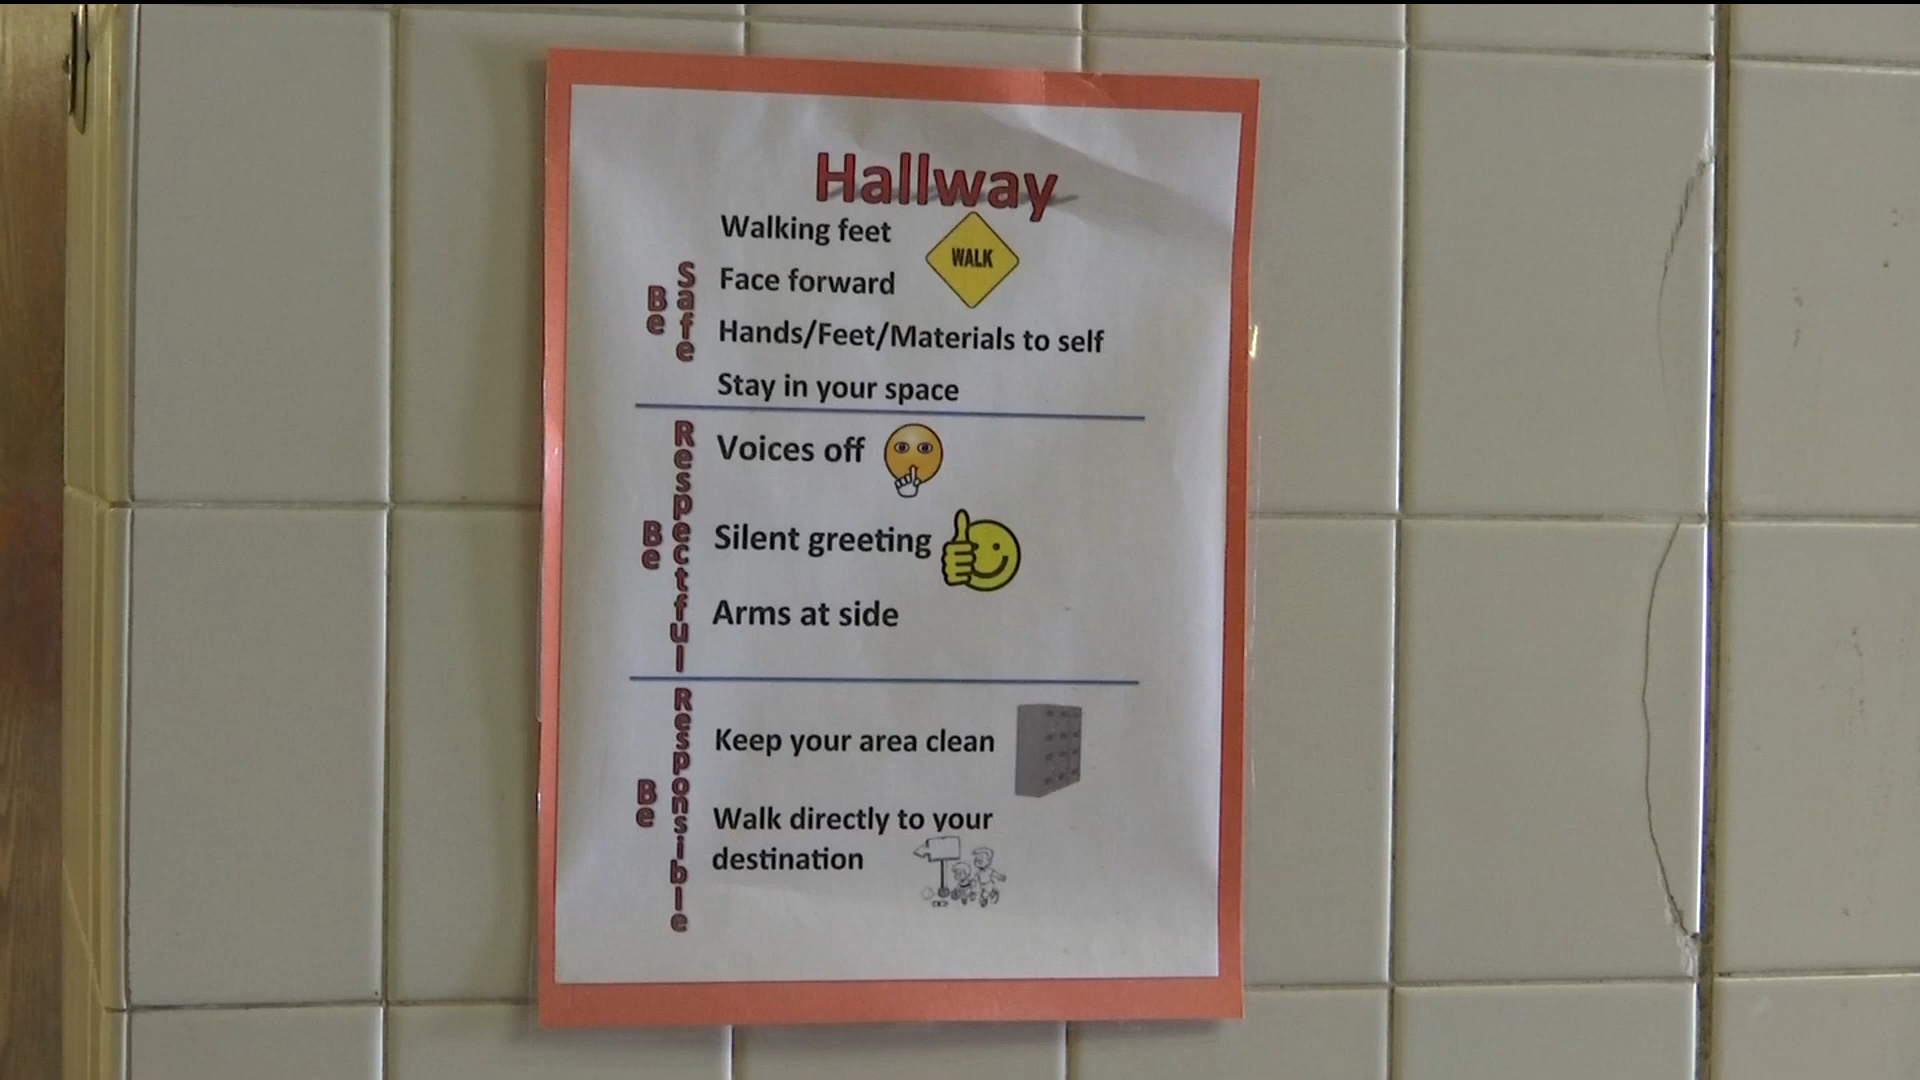 Hallway
Walking feet
WALK
Be Safe
Face forward
Hands/Feet/Materials to self
Stay in your space
Be Respectful
Voices off
Silent greeting
Arms at side
Be Responsible
Keep your area clean
Walk directly to your
destination